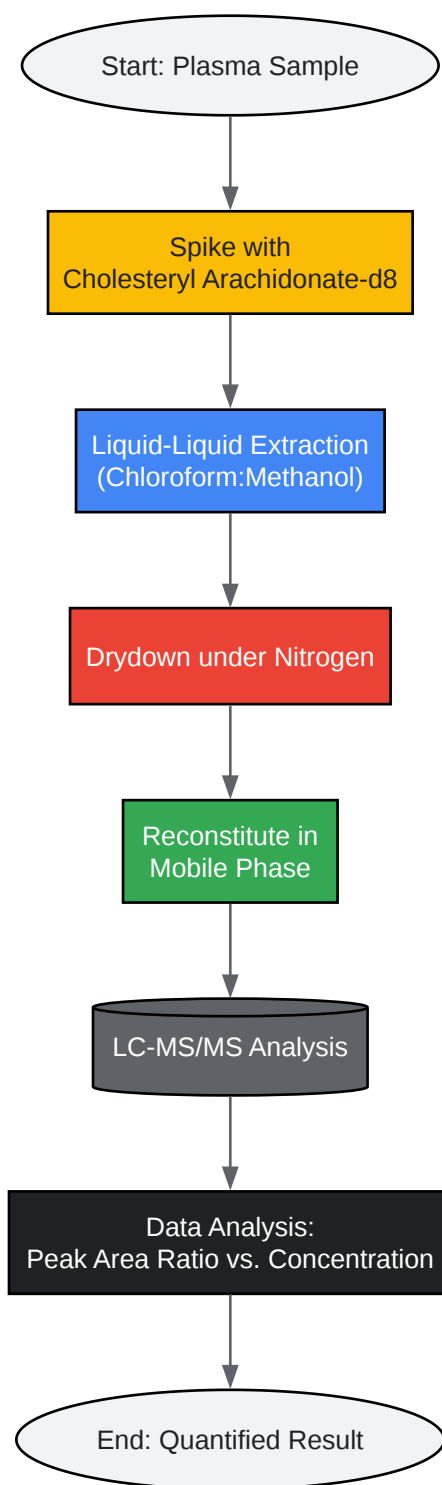 Start: Plasma Sample
Spike with
Cholesteryl Arachidonate-d8
Liquid-Liquid Extraction
(Chloroform:Methanol)
Drydown under Nitrogen
Reconstitute in
Mobile Phase
LC-MS/MS Analysis
Data Analysis:
Peak Area Ratio vs. Concentration
End: Quantified Result